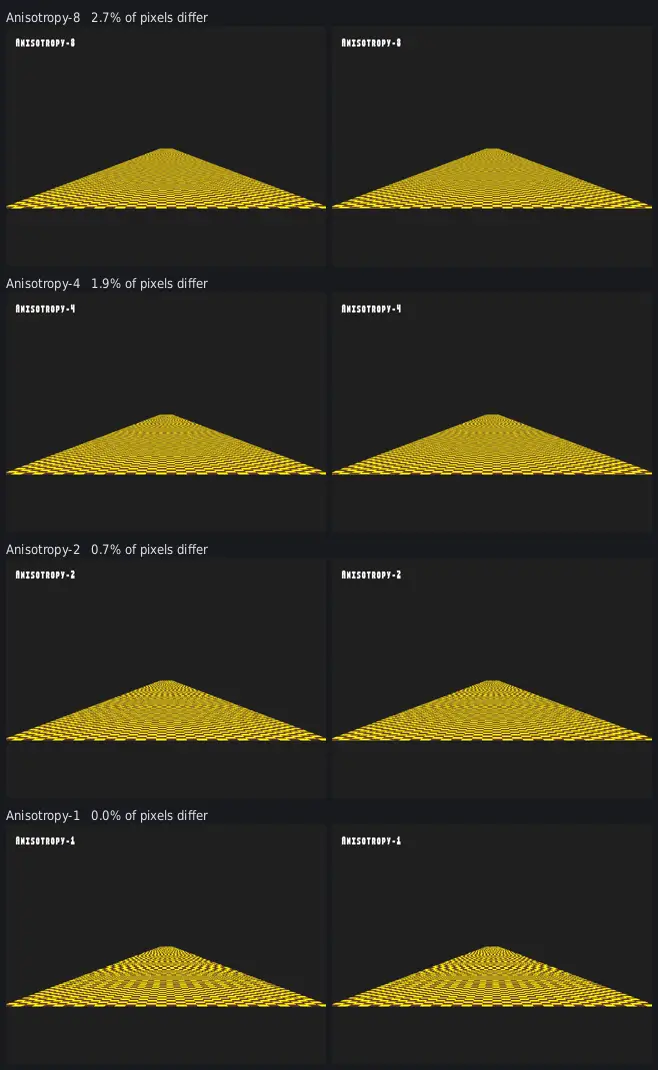 Anisotropy-8 2.7% of pixels differ
Anisotropy-8 Anisotropy-8
Anisotropy-4 1.9% of pixels differ
Anisotropy-4 Anisotropy-4
Anisotropy-2 0.7% of pixels differ
Anisotropy-2 Anisotropy-2
Anisotropy-1 0.0% of pixels differ
Anisotropy-1 Anisotropy-1